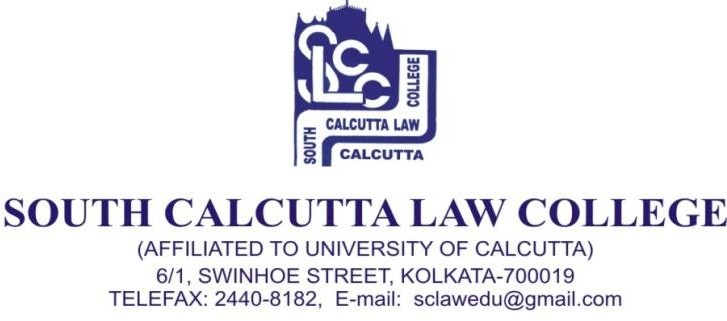 SLCC
COLLEGE
SOUTH
CALCUTTA LAW
CALCUTTA
SOUTH CALCUTTA LAW COLLEGE
(AFFILIATED TO UNIVERSITY OF CALCUTTA)
6/1, SWINHOE STREET, KOLKATA-700019
TELEFAX: 2440-8182, E-mail: sclawedu@gmail.com